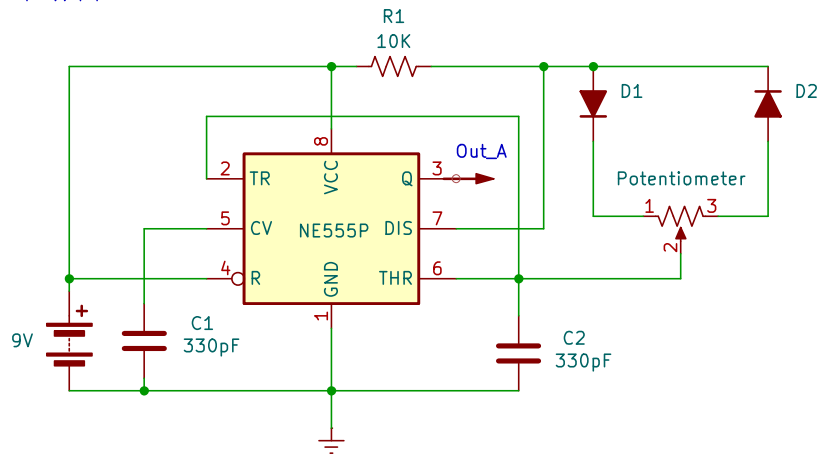 R1
10K
D1
D2
Out_A
Potentiometer
8
VCC
2
TR
Q
3
1
3
2
5
CV
NE555P
DIS
7
4
R
GND
THR
6
1
+
9V
C1
330pF
C2
330pF